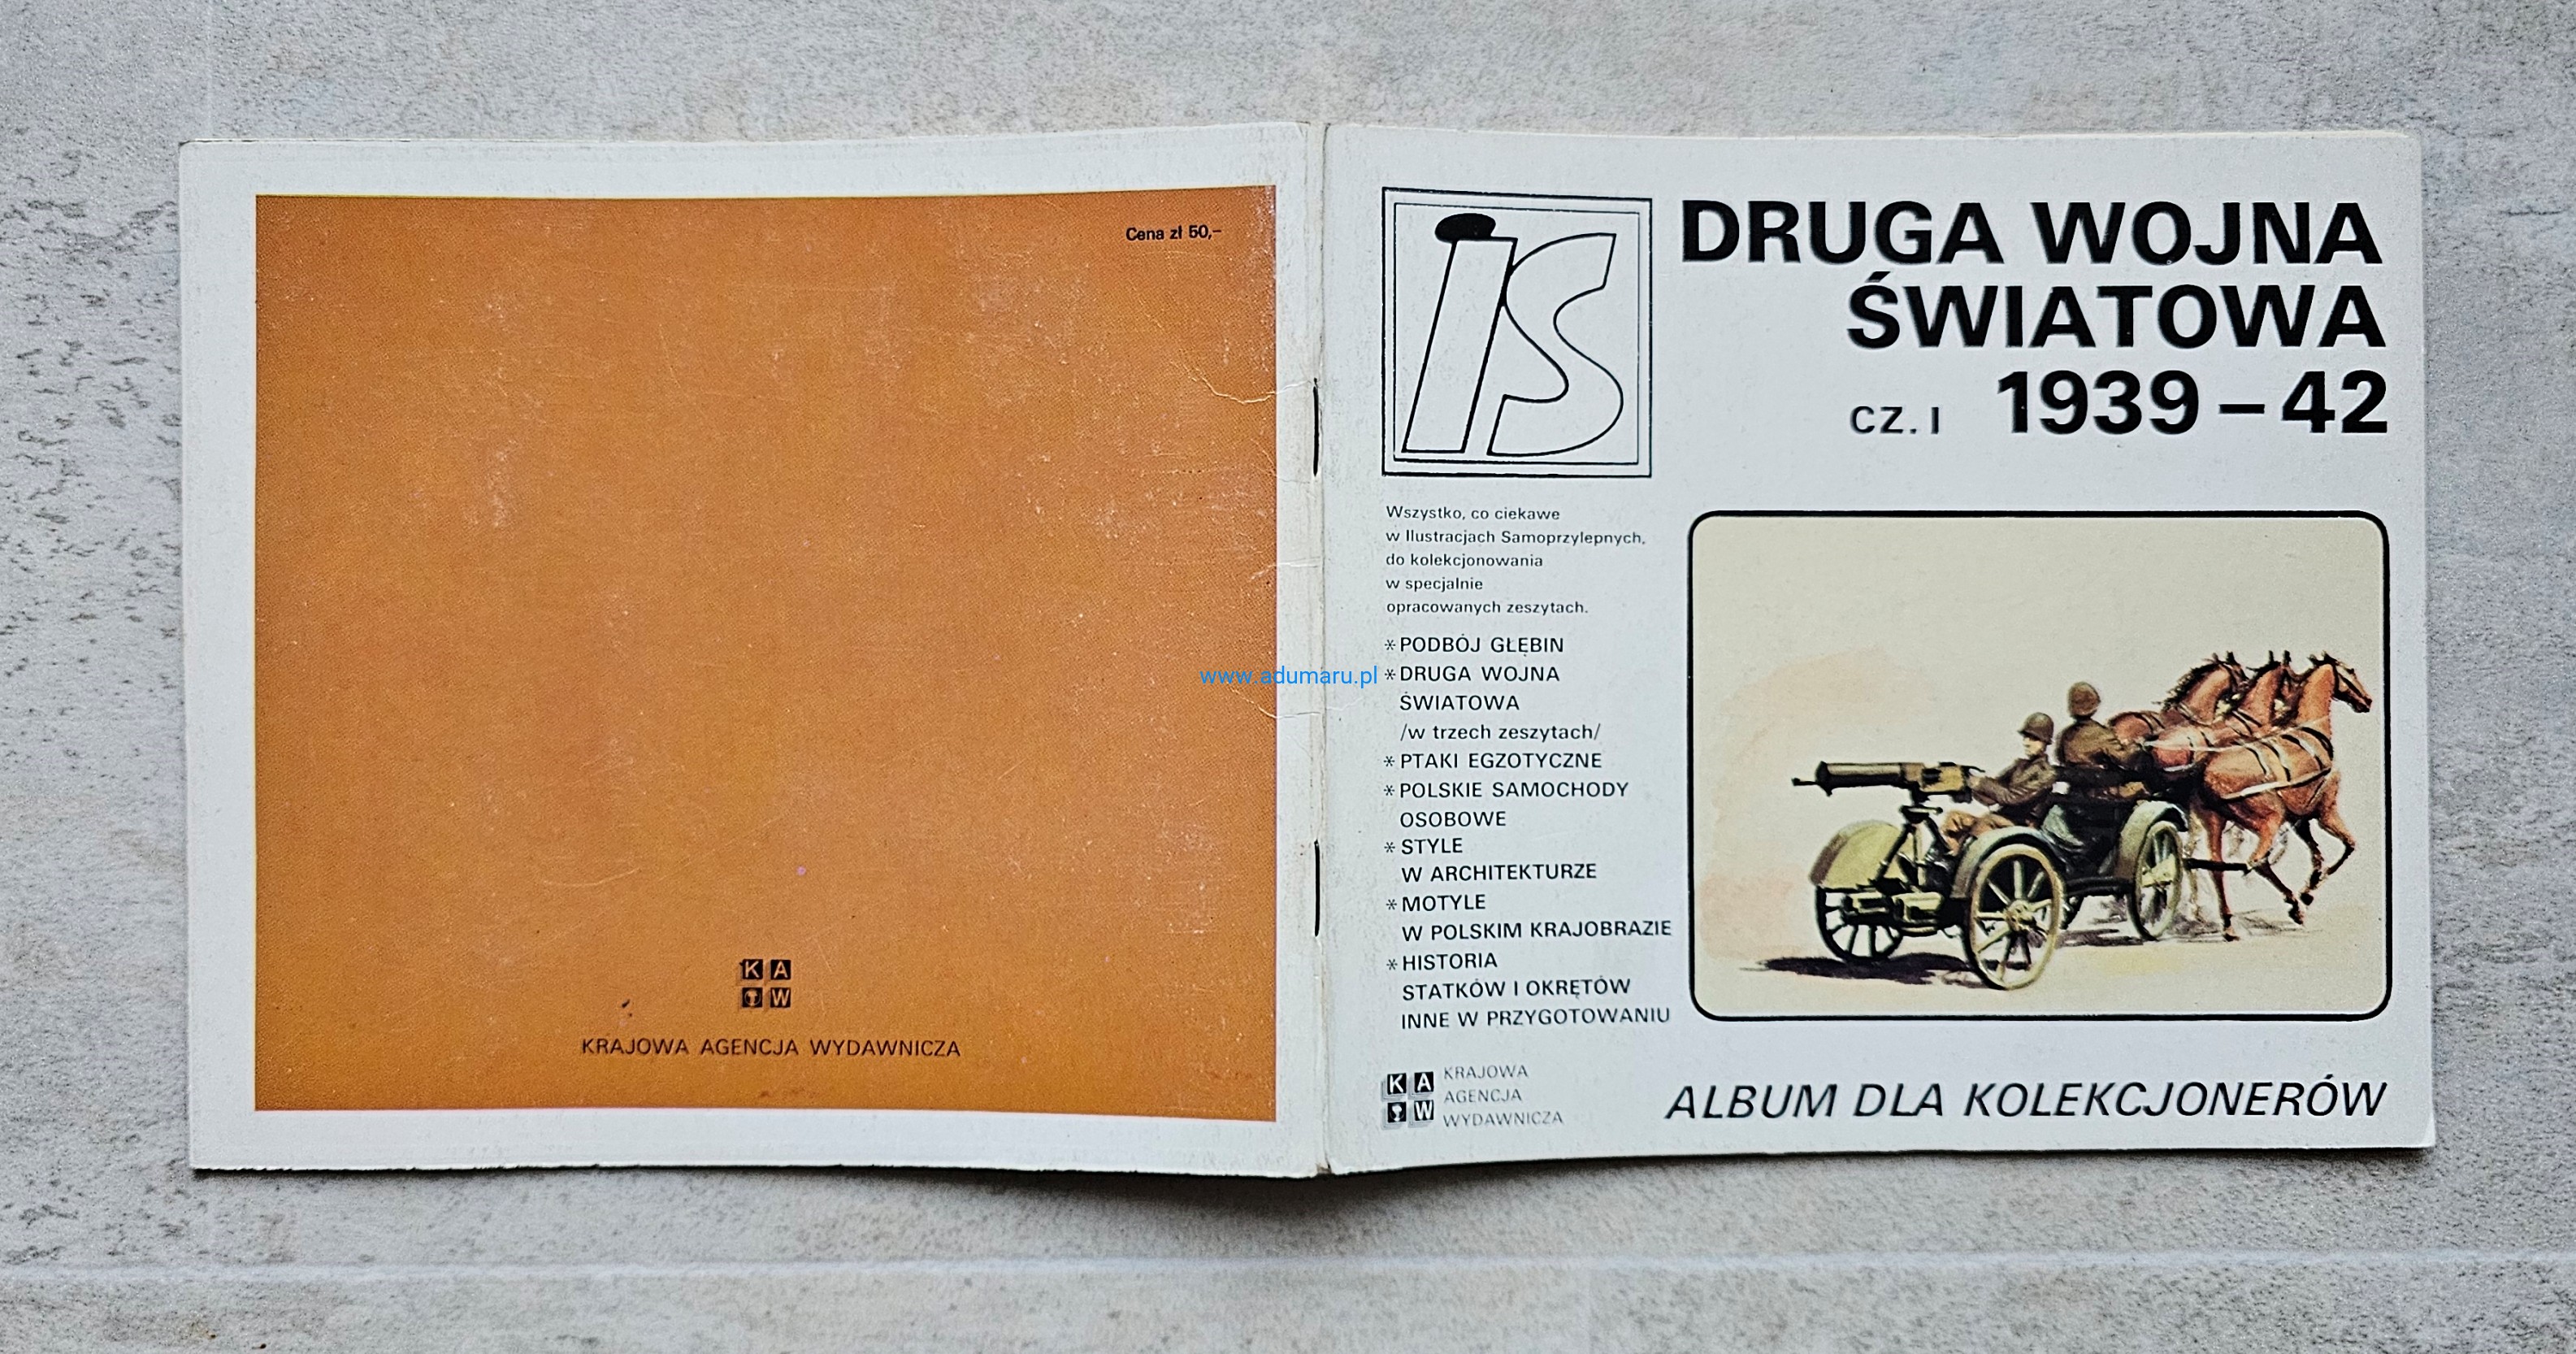 Cena zł 50,-
K A
W
KRAJOWA AGENCJA WYDAWNICZA
www.adumaru.pl
IS
DRUGA WOJNA
ŚWIATOWA
CZ. I 1939-42
Wszystko, co ciekawe
w Ilustracjach Samoprzylepnych,
do kolekcjonowania
w specjalnie
opracowanych zeszytach.
*PODBÓJ GŁĘBIN
*DRUGA WOJNA
ŚWIATOWA
/w trzech zeszytach/
*PTAKI EGZOTYCZNE
*POLSKIE SAMOCHODY
OSOBOWE
*STYLE
W ARCHITEKTURZE
*MOTYLE
W POLSKIM KRAJOBRAZIE
*HISTORIA
STATKÓW I OKRĘTÓW
INNE W PRZYGOTOWANIU
K A
W
KRAJOWA
AGENCJA
WYDAWNICZA
ALBUM DLA KOLEKCJONERÓW